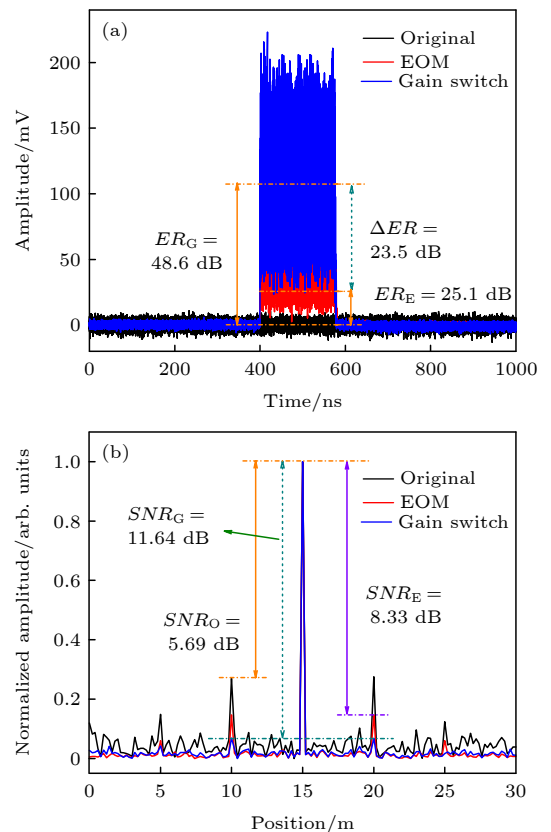 (a)
Original
EOM
Gain switch
Amplitude/mV
200
150
100
50
0
ER_G =
48.6 dB
ΔER =
23.5 dB
ER_E = 25.1 dB
0 200 400 600 800 1000
Time/ns
(b)
Original
EOM
Gain switch
Normalized amplitude/arb. units
1.0
0.8
0.6
0.4
0.2
0
SNR_G =
11.64 dB
SNR_O =
5.69 dB
SNR_E =
8.33 dB
0 5 10 15 20 25 30
Position/m